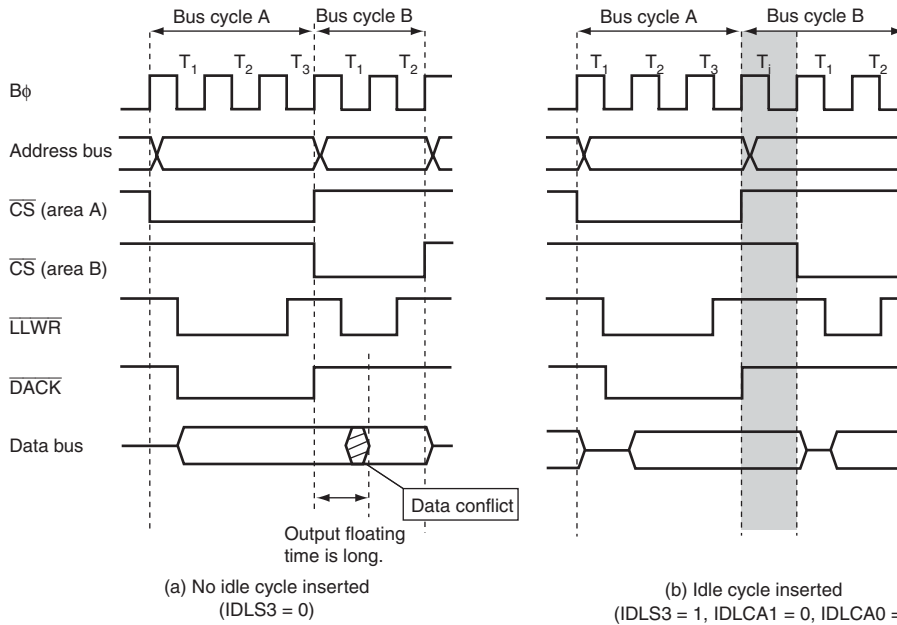 Bus cycle A Bus cycle B Bus cycle A Bus cycle B
T1 T2 T3 T1 T2 T1 T2 T3 Ti T1 T2
Bφ
Address bus
CS (area A)
CS (area B)
LLWR
DACK
Data bus
Data conflict
Output floating
time is long.
(a) No idle cycle inserted
(IDLS3 = 0)
(b) Idle cycle inserted
(IDLS3 = 1, IDLCA1 = 0, IDLCA0 =